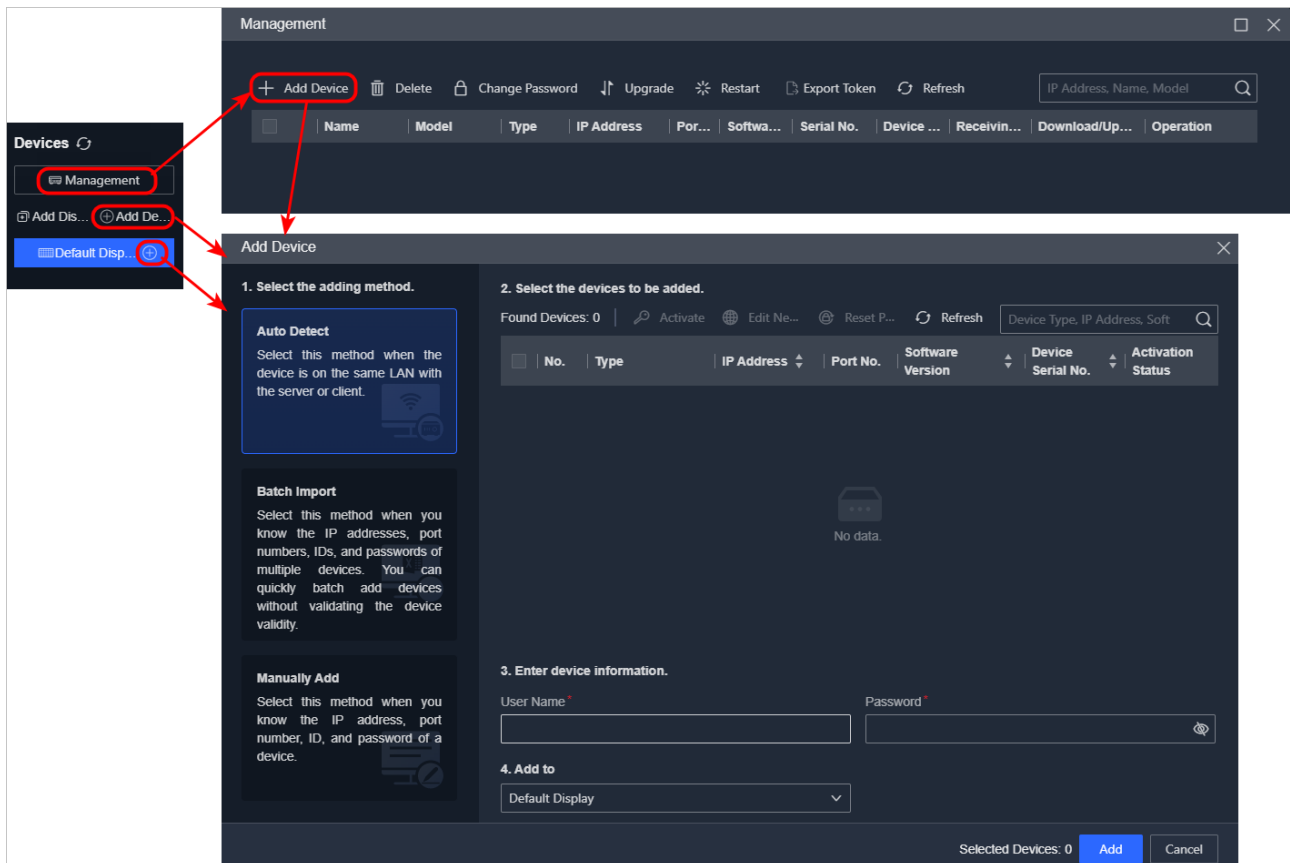 Management
Add Device Delete Change Password Upgrade Restart Export Token Refresh IP Address, Name, Model
Name Model Type IP Address Por... Softwa... Serial No. Device ... Receivin... Download/Up... Operation
Devices
Management
Add Dis... Add De...
Default Disp...
Add Device
1. Select the adding method.
Auto Detect
Select this method when the
device is on the same LAN with
the server or client.
Batch Import
Select this method when you
know the IP addresses, port
numbers, IDs, and passwords of
multiple devices. You can
quickly batch add devices
without validating the device
validity.
Manually Add
Select this method when you
know the IP address, port
number, ID, and password of a
device.
2. Select the devices to be added.
Found Devices: 0 Activate Edit Ne... Reset P... Refresh Device Type, IP Address, Soft
No. Type IP Address Port No. Software Version Device Serial No. Activation Status
No data.
3. Enter device information.
User Name* Password*
4. Add to
Default Display
Selected Devices: 0 Add Cancel